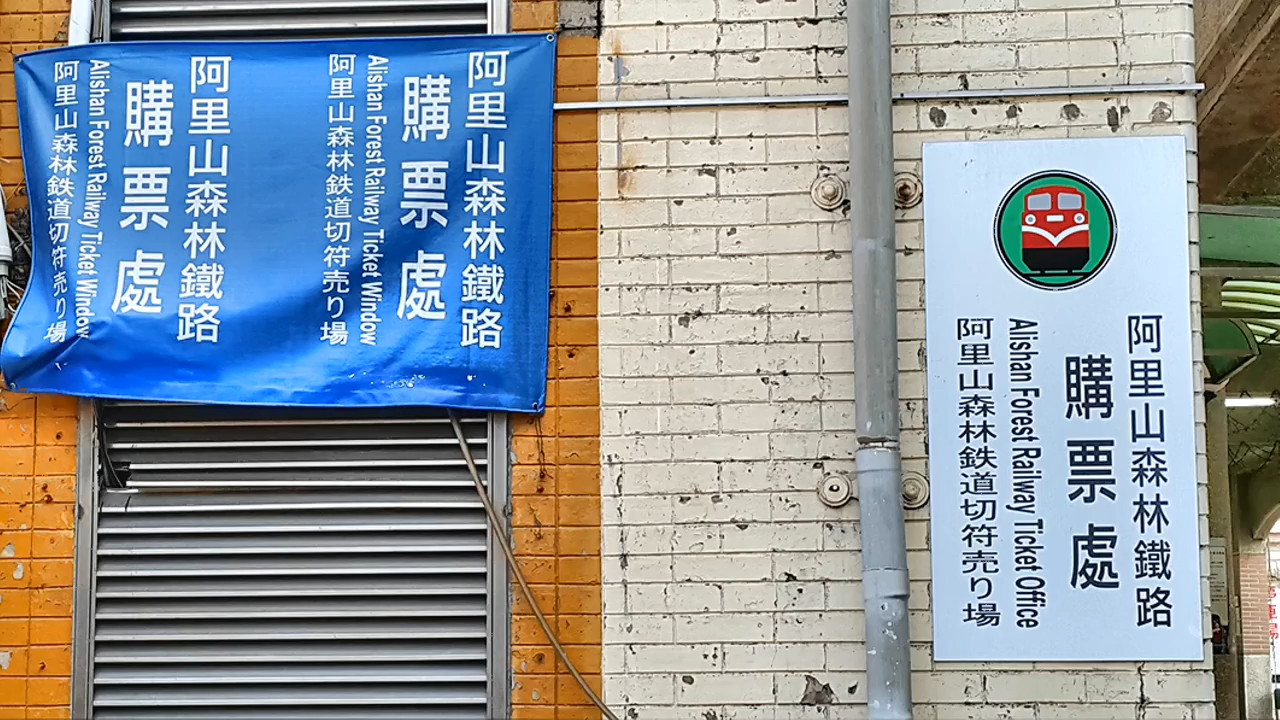 阿里山森林鐵路
購票處
Alishan Forest Railway Ticket Window
阿里山森林鉄道切符売り場
阿里山森林鐵路
購票處
Alishan Forest Railway Ticket Window
阿里山森林鉄道切符売り場
阿里山森林鐵路
購票處
Alishan Forest Railway Ticket Office
阿里山森林鉄道切符売り場